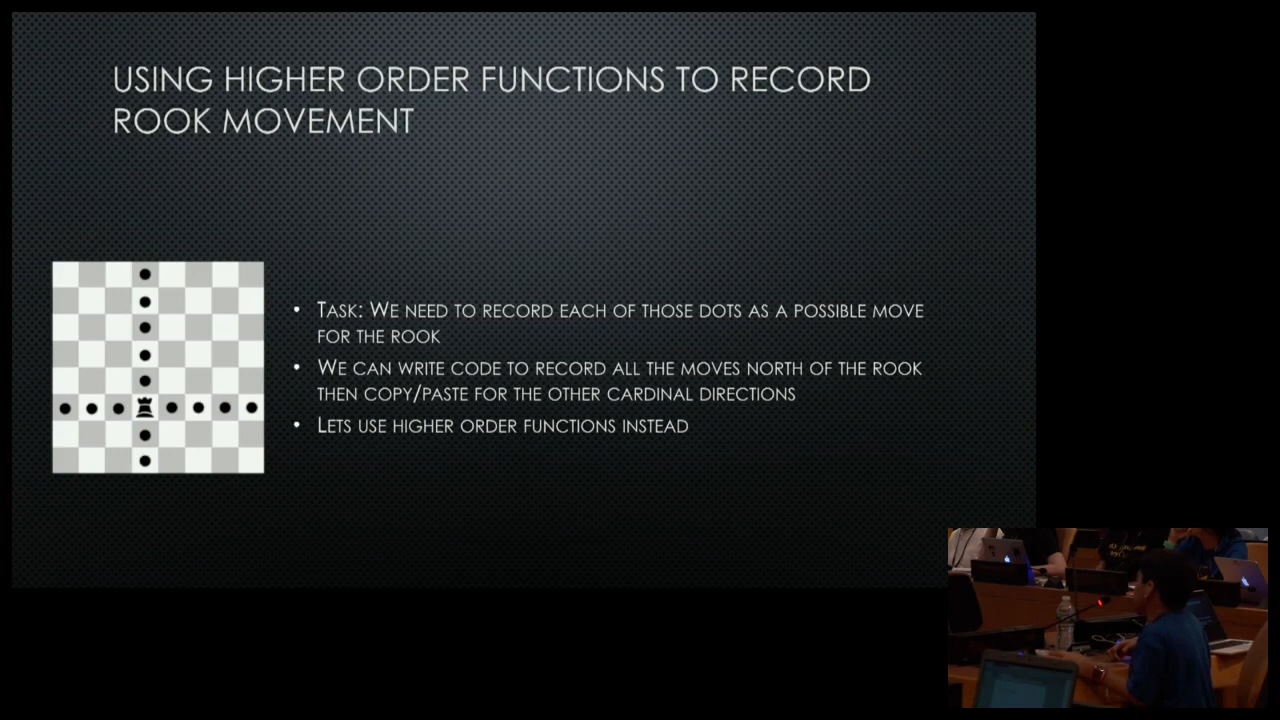 USING HIGHER ORDER FUNCTIONS TO RECORD
ROOK MOVEMENT
• TASK: WE NEED TO RECORD EACH OF THOSE DOTS AS A POSSIBLE MOVE
FOR THE ROOK
• WE CAN WRITE CODE TO RECORD ALL THE MOVES NORTH OF THE ROOK
THEN COPY/PASTE FOR THE OTHER CARDINAL DIRECTIONS
• LETS USE HIGHER ORDER FUNCTIONS INSTEAD